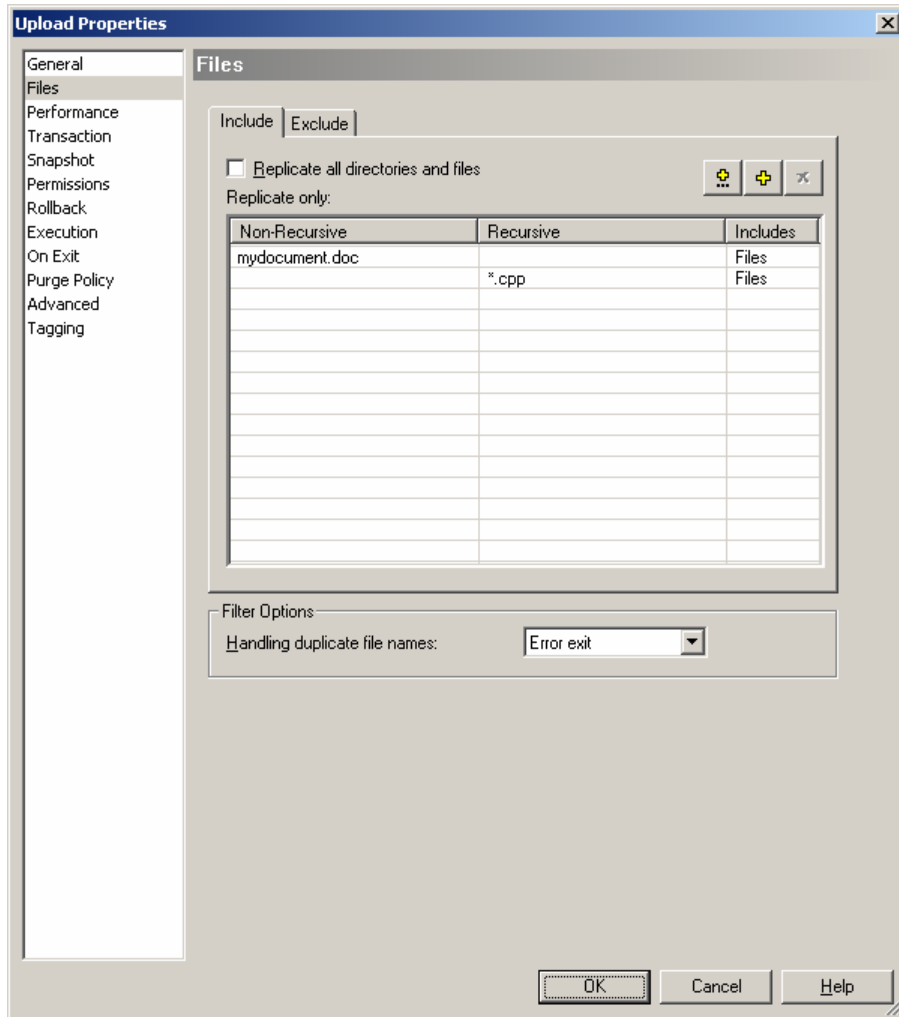 Upload Properties
General
Files
Performance
Transaction
Snapshot
Permissions
Rollback
Execution
On Exit
Purge Policy
Advanced
Tagging
Files
Include Exclude
Replicate all directories and files
Replicate only:
Non-Recursive Recursive Includes
mydocument.doc Files
*.cpp Files
Filter Options
Handling duplicate file names: Error exit
OK Cancel Help